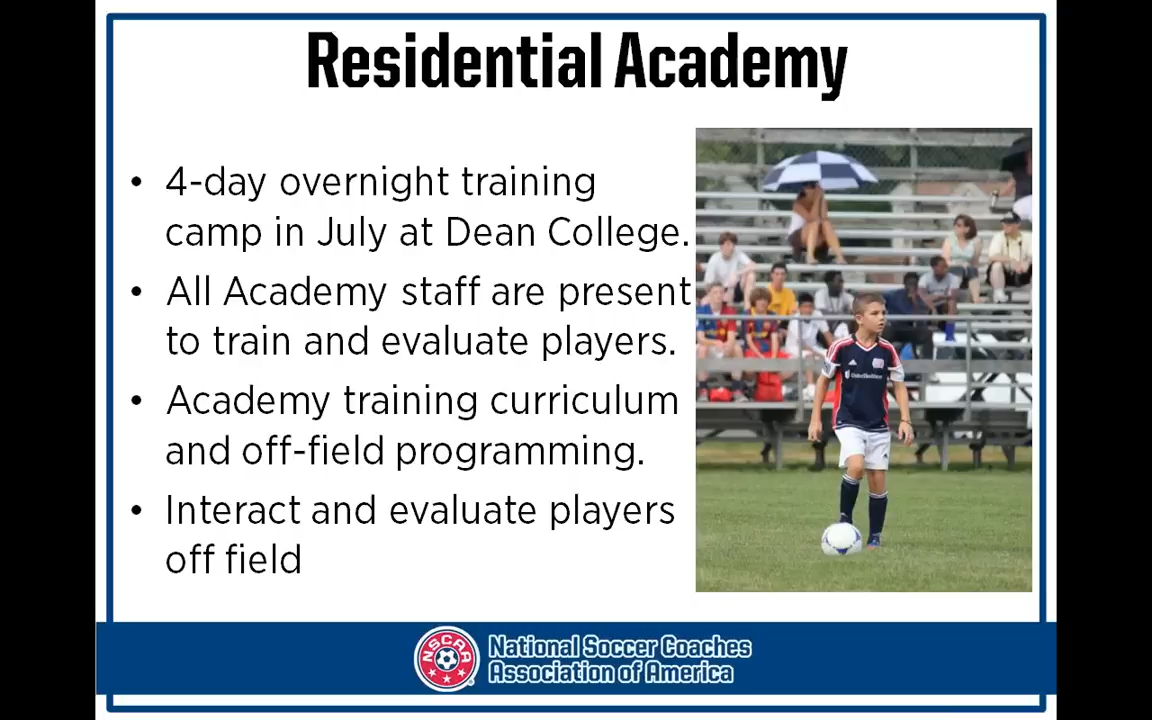 Residential Academy
• 4-day overnight training
camp in July at Dean College.
• All Academy staff are present
to train and evaluate players.
• Academy training curriculum
and off-field programming.
• Interact and evaluate players
off field
NSCAA
National Soccer Coaches
Association of America